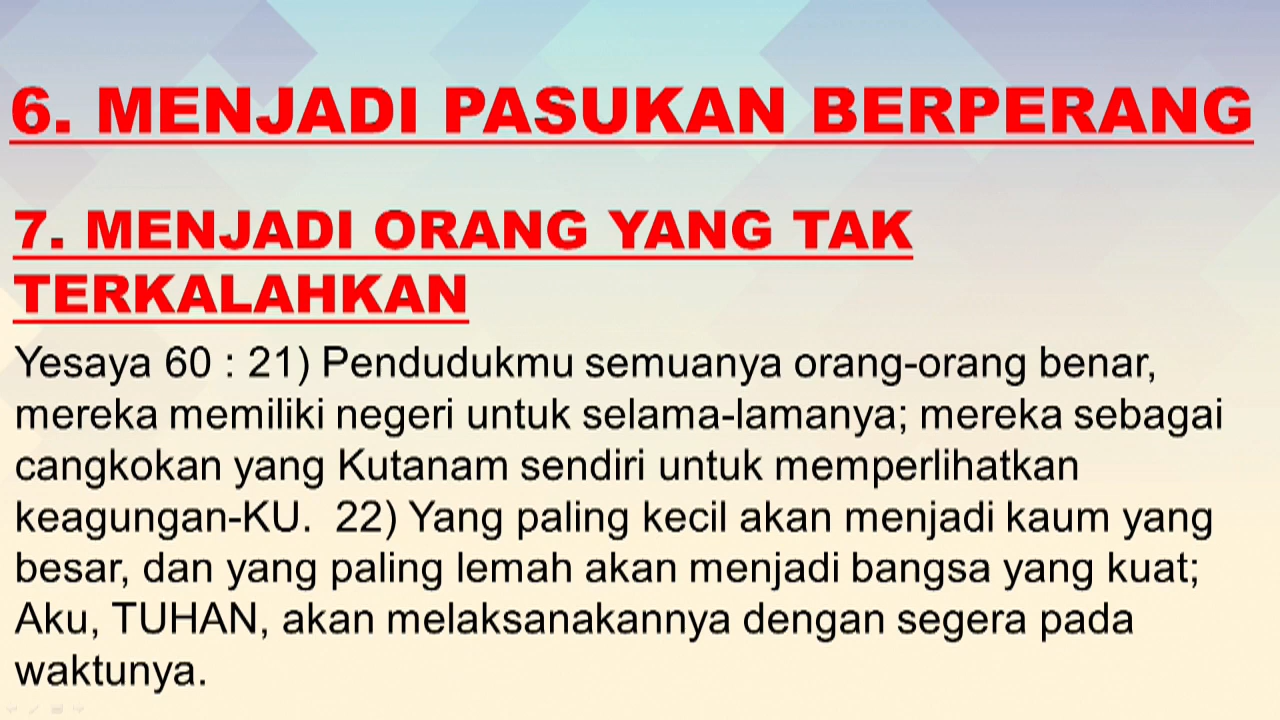 6. MENJADI PASUKAN BERPERANG
7. MENJADI ORANG YANG TAK
TERKALAHKAN
Yesaya 60 : 21) Pendudukmu semuanya orang-orang benar,
mereka memiliki negeri untuk selama-lamanya; mereka sebagai
cangkokan yang Kutanam sendiri untuk memperlihatkan
keagungan-KU.  22) Yang paling kecil akan menjadi kaum yang
besar, dan yang paling lemah akan menjadi bangsa yang kuat;
Aku, TUHAN, akan melaksanakannya dengan segera pada
waktunya.